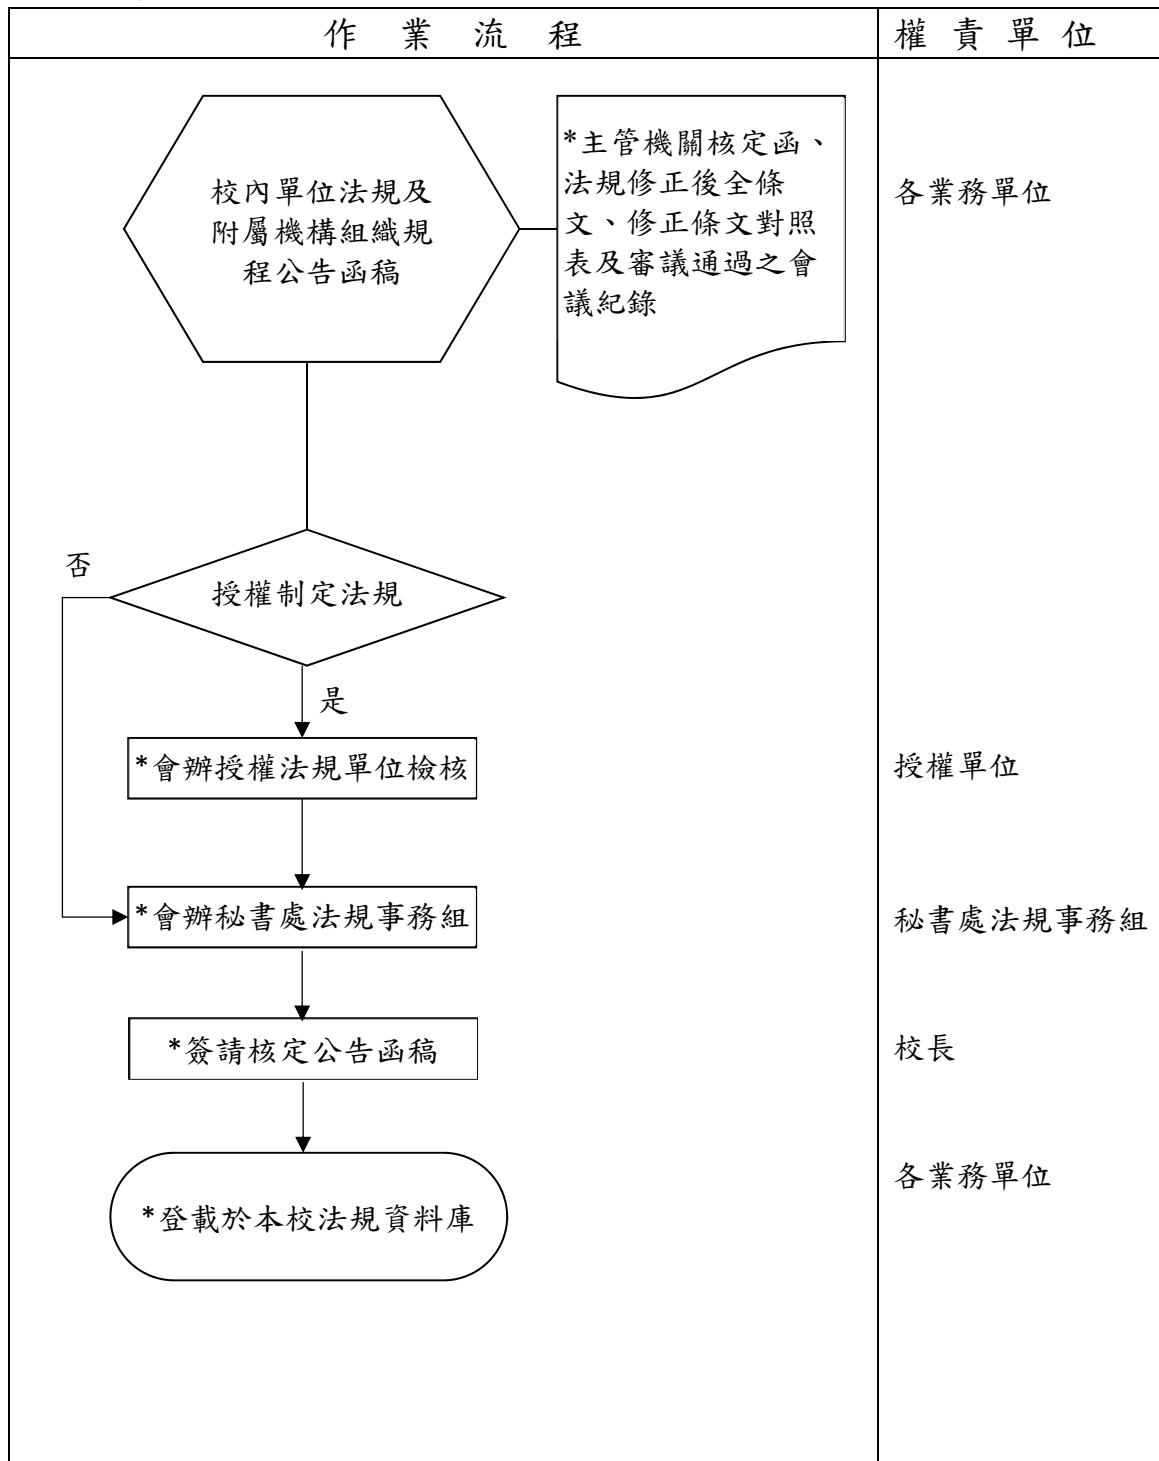 作業流程
權責單位
校內單位法規及
附屬機構組織規
程公告函稿
*主管機關核定函、
法規修正後全條
文、修正條文對照
表及審議通過之會
議紀錄
各業務單位
授權制定法規
否
是
*會辦授權法規單位檢核
授權單位
*會辦秘書處法規事務組
秘書處法規事務組
*簽請核定公告函稿
校長
*登載於本校法規資料庫
各業務單位